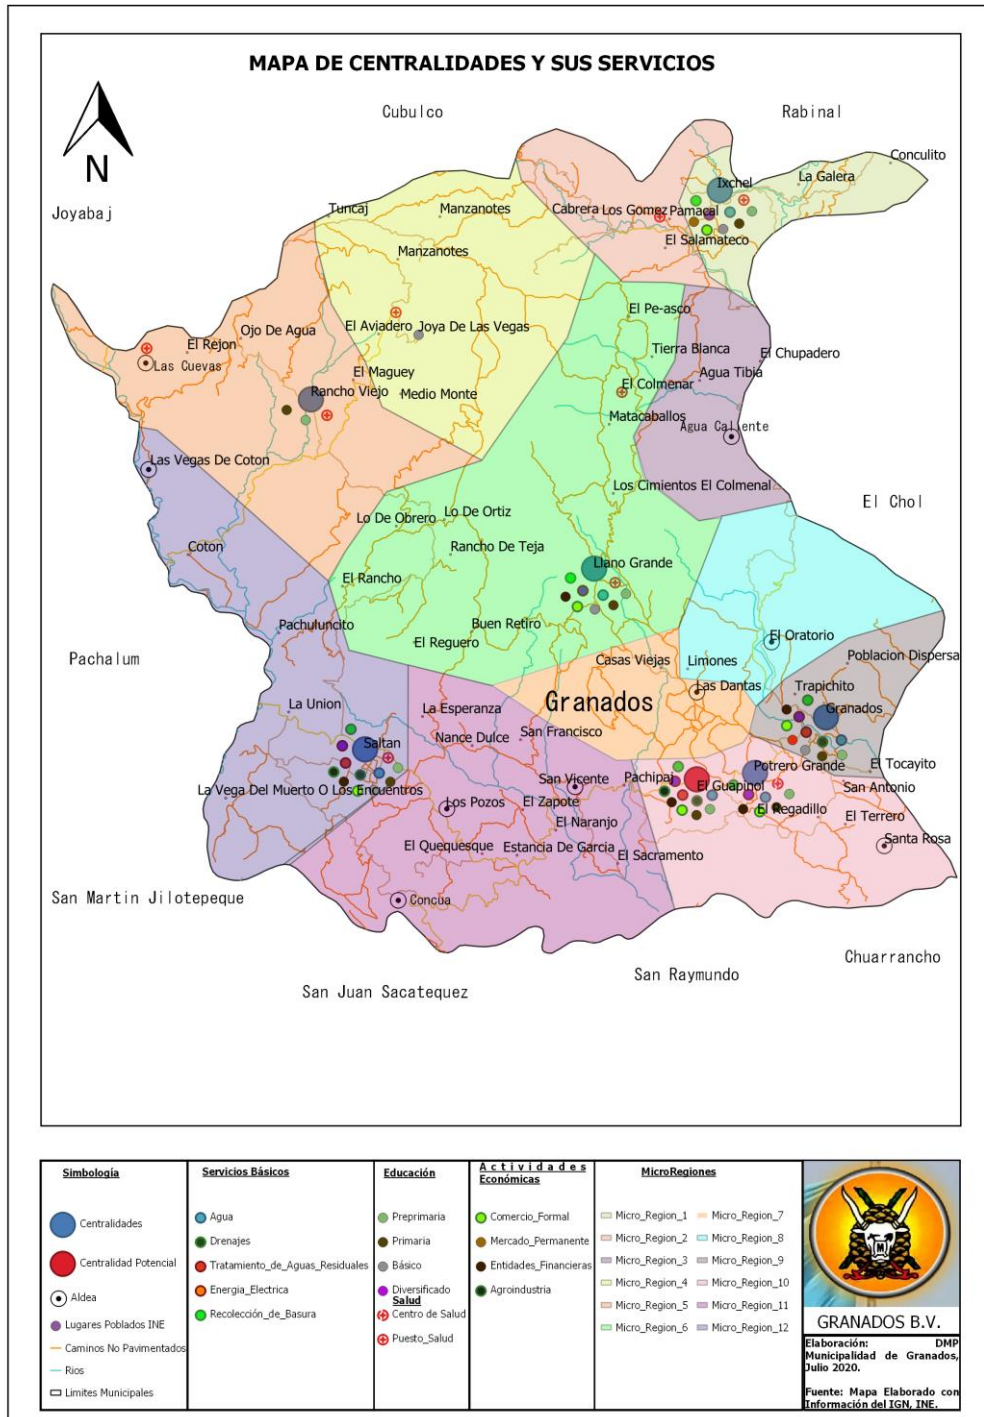 MAPA DE CENTRALIDADES Y SUS SERVICIOS
Cubulco
Rabinal
Conculito
N
La Galera
Ixchel
Joyabaj
Tuncaj
Manzanotes
Cabrera
Los Gomez
Pamacal
El Salamateco
Manzanotes
El Pe-asco
El Aviadero
Joya De Las Vegas
Ojo De Agua
El Rejon
Las Cuevas
Tierra Blanca
El Chupadero
El Maguey
Agua Tibia
Rancho Viejo
Medio Monte
El Colmenar
Matacaballos
Agua Caliente
Las Vegas De Coton
Los Cimientos El Colmenal
El Chol
Lo De Obrero
Lo De Ortiz
Coton
Rancho De Teja
Llano Grande
El Rancho
Pachuluncito
Buen Retiro
El Reguero
El Oratorio
Pachalum
Casas Viejas
Limones
Poblacion Dispersa
Las Dantas
Trapichito
Granados
La Union
La Esperanza
Granados
San Francisco
Saltan
Nance Dulce
Potrero Grande
El Tocayito
San Vicente
Pachipaj
El Guapinol
San Antonio
La Vega Del Muerto O Los Encuentros
Los Pozos
El Zapote
El Regadillo
El Terrero
El Naranjo
Santa Rosa
El Quequesque
Estancia De Garcia
El Sacramento
San Martin Jilotepeque
Concua
Chuarrancho
San Raymundo
San Juan Sacatequez
Simbología
Centralidades
Centralidad Potencial
Aldea
Lugares Poblados INE
Caminos No Pavimentados
Rios
Limites Municipales
Servicios Básicos
Agua
Drenajes
Tratamiento_de_Aguas_Residuales
Energia_Electrica
Recolección_de_Basura
Educación
Preprimaria
Primaria
Básico
Diversificado
Salud
Centro de Salud
Puesto_Salud
Actividades
Económicas
Comercio_Formal
Mercado_Permanente
Entidades_Financieras
Agroindustria
MicroRegiones
Micro_Region_1
Micro_Region_2
Micro_Region_3
Micro_Region_4
Micro_Region_5
Micro_Region_6
Micro_Region_7
Micro_Region_8
Micro_Region_9
Micro_Region_10
Micro_Region_11
Micro_Region_12
M
GRANADOS B.V.
Elaboración: DMP
Municipalidad de Granados,
Julio 2020.
Fuente: Mapa Elaborado con
Información del IGN, INE.